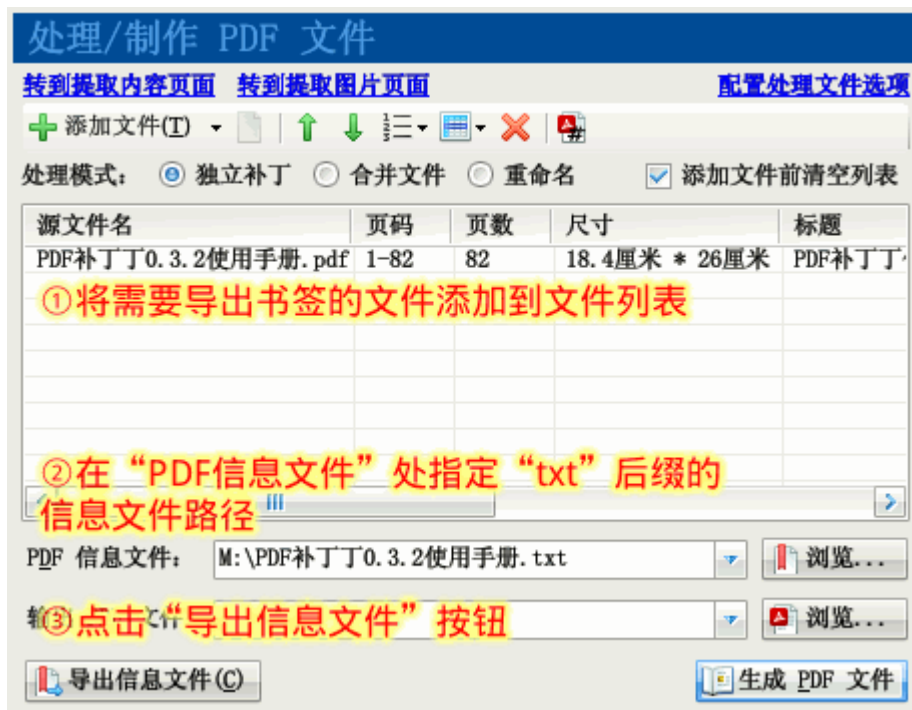 处理/制作 PDF 文件
转到提取内容页面 转到提取图片页面 配置处理文件选项
添加文件(T)
处理模式: 独立补丁 合并文件 重命名 添加文件前清空列表
源文件名 页码 页数 尺寸 标题
PDF补丁丁0.3.2使用手册.pdf 1-82 82 18.4厘米 * 26厘米 PDF补丁丁
①将需要导出书签的文件添加到文件列表
②在“PDF信息文件”处指定“txt”后缀的
信息文件路径
PDF 信息文件: M:\PDF补丁丁0.3.2使用手册.txt 浏览...
③点击“导出信息文件”按钮 浏览...
导出信息文件(C) 生成 PDF 文件